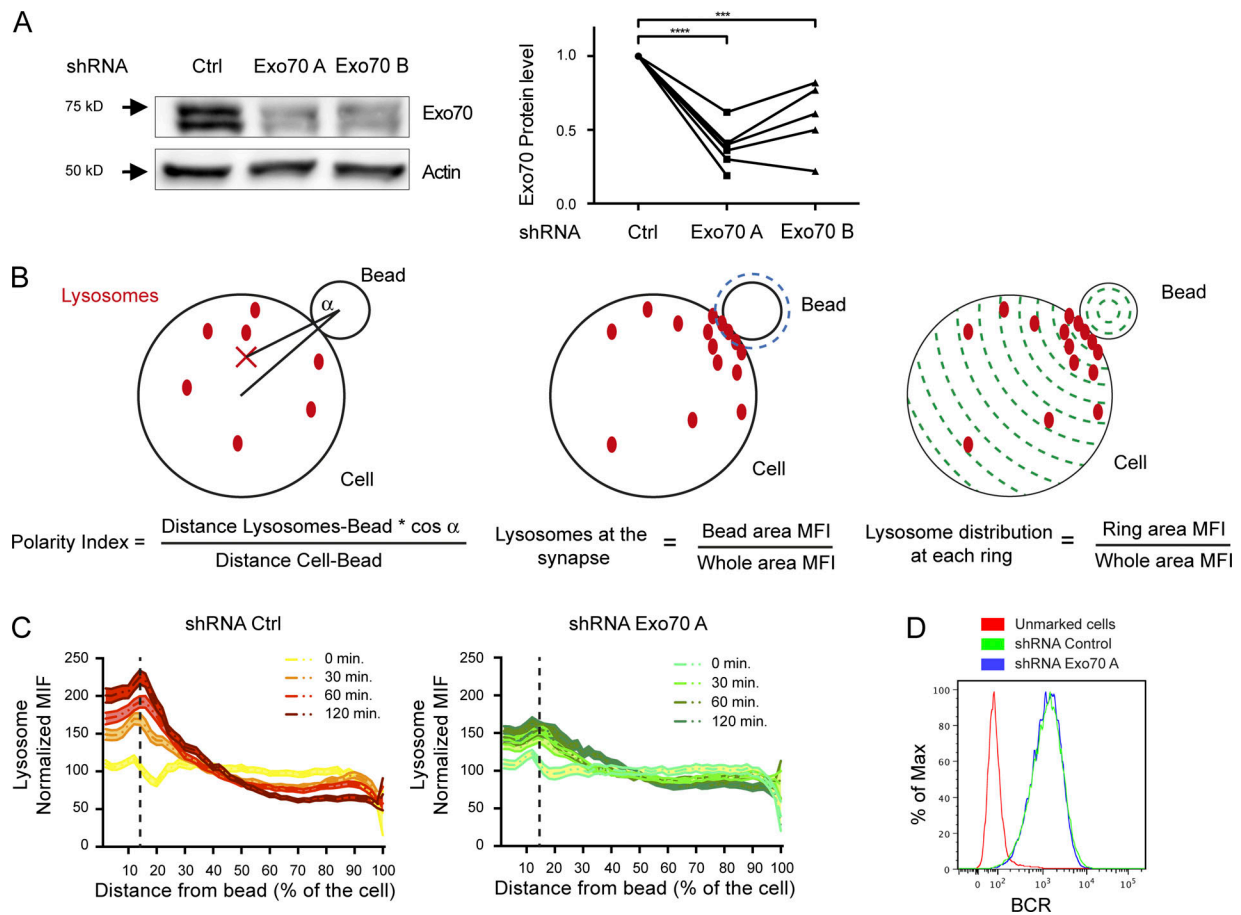 A
shRNA
Ctrl
Exo70 A
Exo70 B
75 kD
Exo70
50 kD
Actin
***
****
Exo70 Protein level
1.0
0.5
0.0
shRNA
Ctrl
Exo70 A
Exo70 B
B
Lysosomes
Bead
α
Cell
Bead
Cell
Bead
Cell
Polarity Index =
Distance Lysosomes-Bead * cos α
Distance Cell-Bead
Lysosomes at the
synapse
=
Bead area MFI
Whole area MFI
Lysosome distribution
at each ring
=
Ring area MFI
Whole area MFI
C
shRNA Ctrl
Lysosome
Normalized MIF
250
200
150
100
50
0
0 min.
30 min.
60 min.
120 min.
10 20 30 40 50 60 70 80 90 100
Distance from bead (% of the cell)
shRNA Exo70 A
Lysosome
Normalized MIF
250
200
150
100
50
0
0 min.
30 min.
60 min.
120 min.
10 20 30 40 50 60 70 80 90 100
Distance from bead (% of the cell)
D
Unmarked cells
shRNA Control
shRNA Exo70 A
% of Max
100
80
60
40
20
0
0 10² 10³ 10⁴ 10⁵
BCR